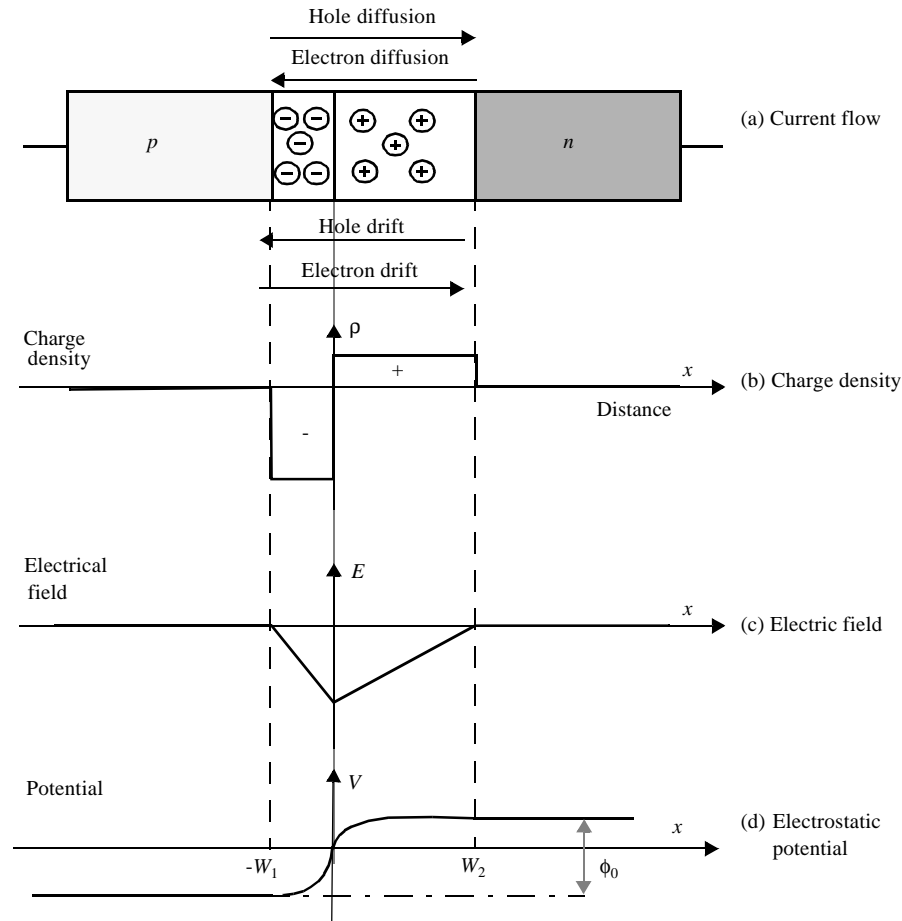 Hole diffusion
Electron diffusion
p
n
(a) Current flow
Hole drift
Electron drift
Charge
density
ρ
+
-
x
Distance
(b) Charge density
Electrical
field
E
x
(c) Electric field
Potential
V
x
-W1
W2
ϕ0
(d) Electrostatic
potential